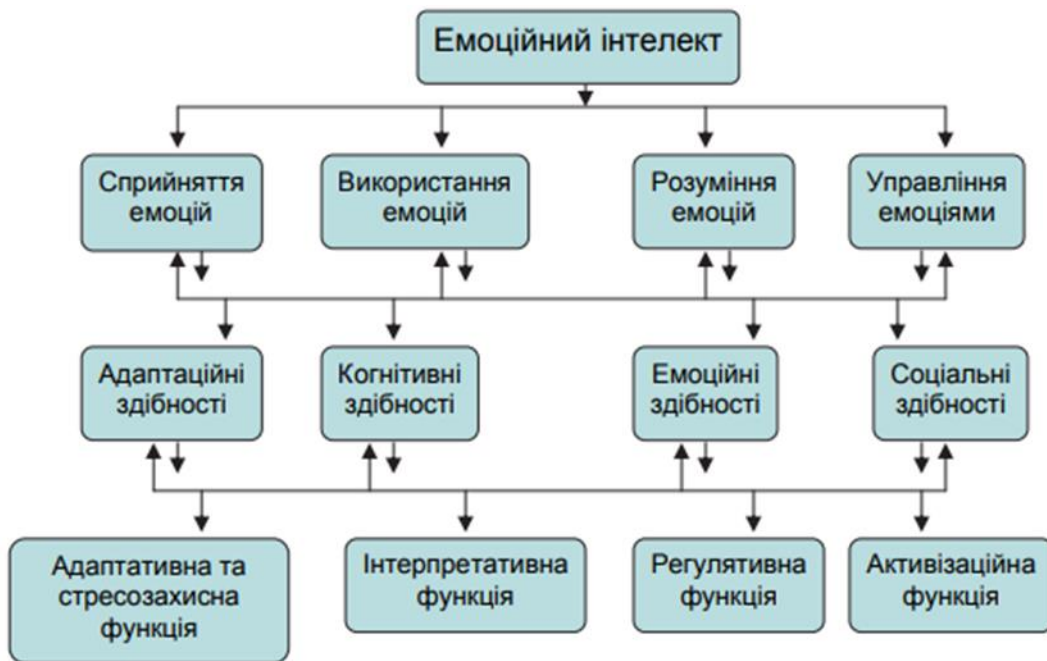 Емоційний інтелект
Сприйняття
емоцій
Використання
емоцій
Розуміння
емоцій
Управління
емоціями
Адаптаційні
здібності
Когнітивні
здібності
Емоційні
здібності
Соціальні
здібності
Адаптативна та
стресозахисна
функція
Інтерпретативна
функція
Регулятивна
функція
Активізаційна
функція